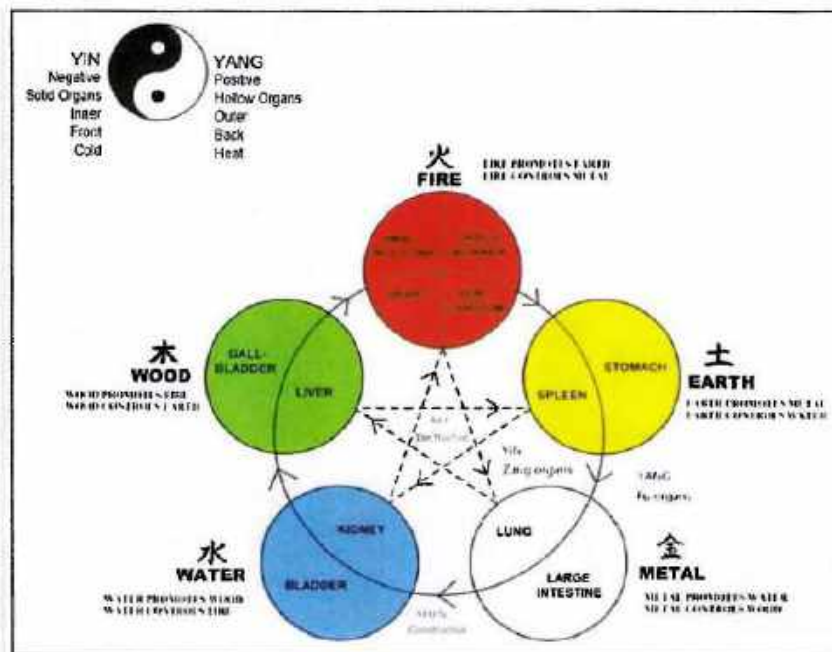 YIN
Negative
Solid Organs
Inner
Front
Cold
YANG
Positive
Hollow Organs
Outer
Back
Heat
火
FIRE
FIRE PROMOTES EARTH
FIRE CONTROLS METAL
木
WOOD
WOOD PROMOTES FIRE
WOOD CONTROLS EARTH
GALL-
BLADDER
LIVER
STOMACH
SPLEEN
土
EARTH
EARTH PROMOTES METAL
EARTH CONTROLS WATER
YIN
Zang organs
YANG
Fu organs
水
WATER
WATER PROMOTES WOOD
WATER CONTROLS FIRE
KIDNEY
BLADDER
LUNG
LARGE
INTESTINE
金
METAL
METAL PROMOTES WATER
METAL CONTROLS WOOD